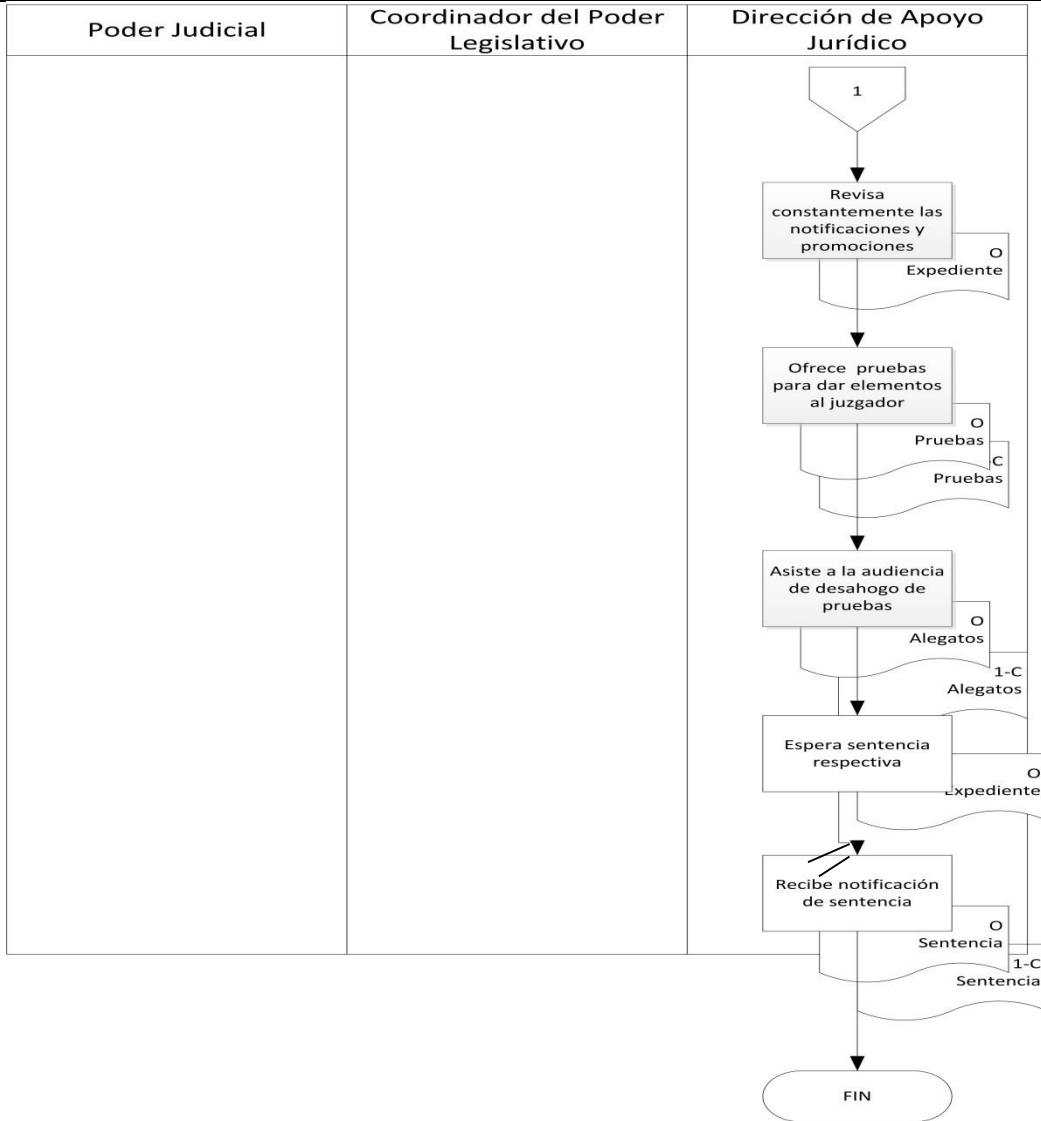 Poder Judicial
Coordinador del Poder
Legislativo
Dirección de Apoyo
Jurídico
1
Revisa
constantemente las
notificaciones y
promociones
O
Expediente
Ofrece pruebas
para dar elementos
al juzgador
O
Pruebas
C
Pruebas
Asiste a la audiencia
de desahogo de
pruebas
O
Alegatos
1-C
Alegatos
Espera sentencia
respectiva
O
Expediente
Recibe notificación
de sentencia
O
Sentencia
1-C
Sentencia
FIN